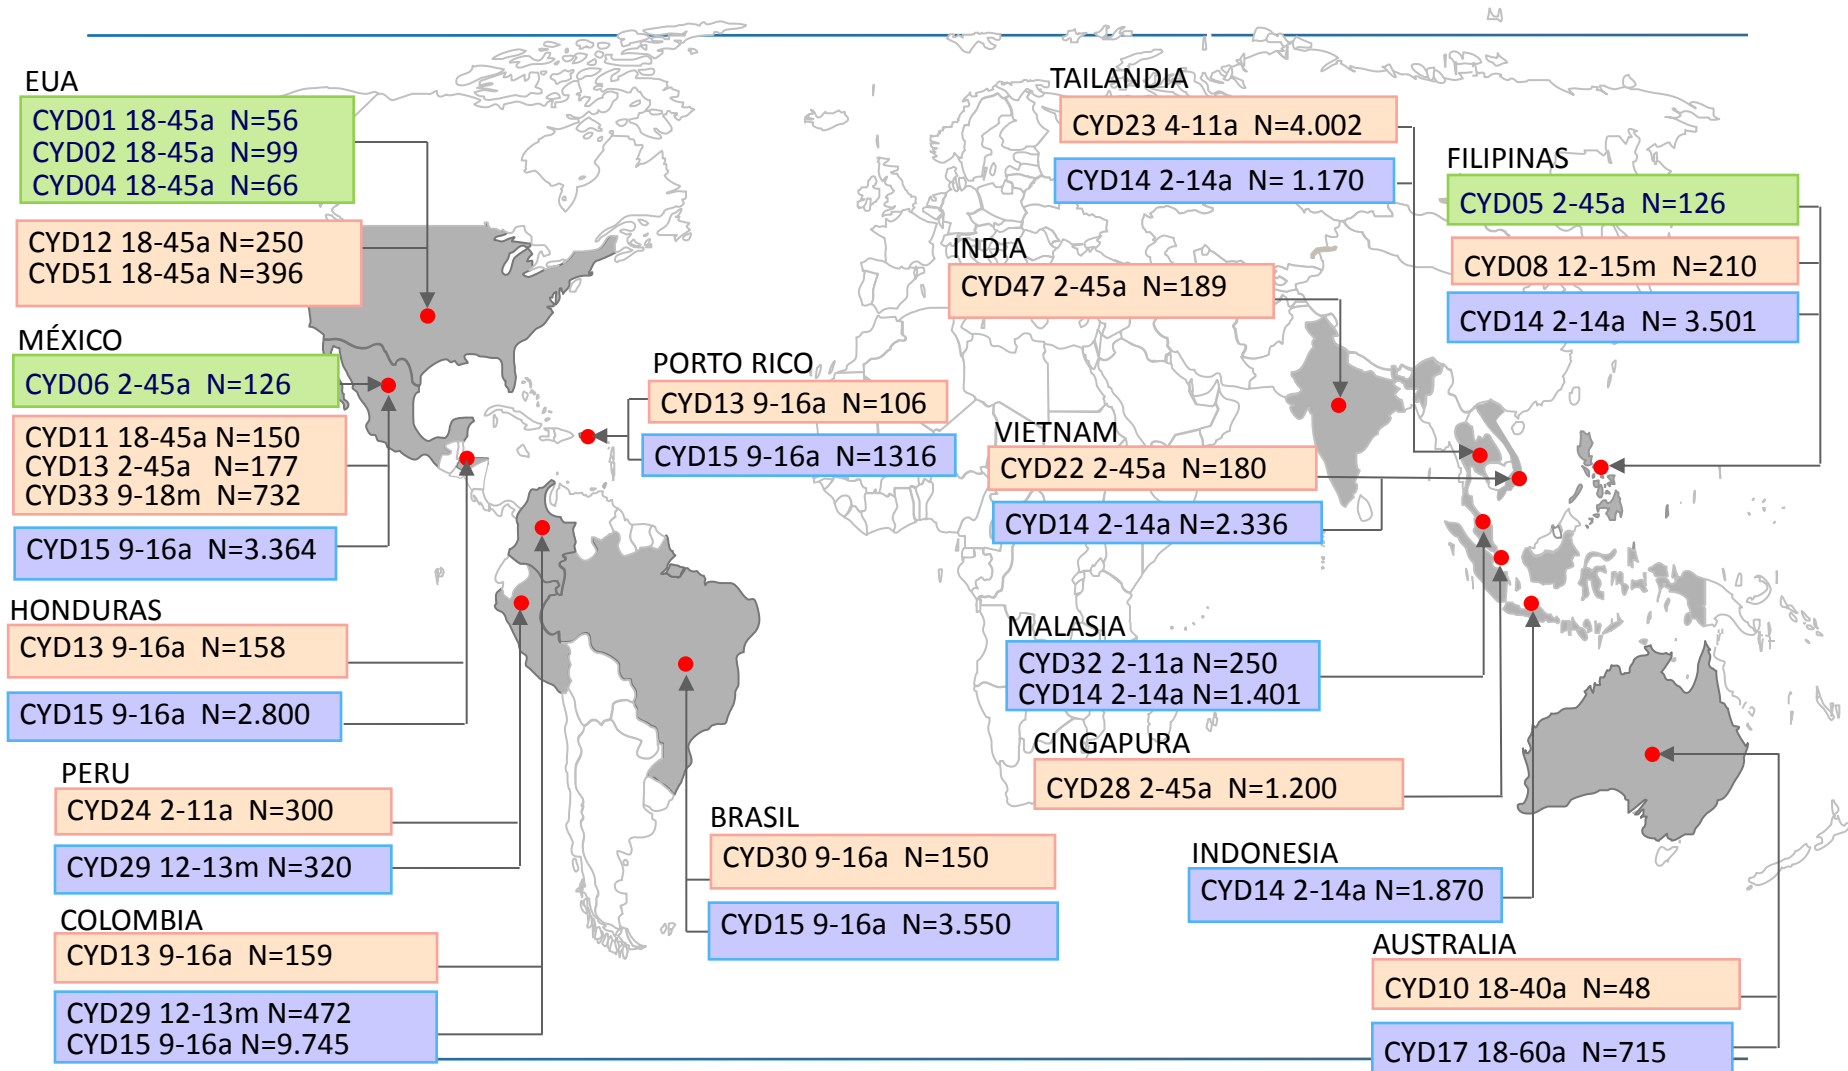 EUA
CYD01 18-45a N=56
CYD02 18-45a N=99
CYD04 18-45a N=66
CYD12 18-45a N=250
CYD51 18-45a N=396
MÉXICO
CYD06 2-45a N=126
CYD11 18-45a N=150
CYD13 2-45a N=177
CYD33 9-18m N=732
CYD15 9-16a N=3.364
HONDURAS
CYD13 9-16a N=158
CYD15 9-16a N=2.800
PERU
CYD24 2-11a N=300
CYD29 12-13m N=320
COLOMBIA
CYD13 9-16a N=159
CYD29 12-13m N=472
CYD15 9-16a N=9.745
PORTO RICO
CYD13 9-16a N=106
CYD15 9-16a N=1316
BRASIL
CYD30 9-16a N=150
CYD15 9-16a N=3.550
TAILANDIA
CYD23 4-11a N=4.002
CYD14 2-14a N= 1.170
INDIA
CYD47 2-45a N=189
VIETNAM
CYD22 2-45a N=180
CYD14 2-14a N=2.336
MALASIA
CYD32 2-11a N=250
CYD14 2-14a N=1.401
CINGAPURA
CYD28 2-45a N=1.200
FILIPINAS
CYD05 2-45a N=126
CYD08 12-15m N=210
CYD14 2-14a N= 3.501
INDONESIA
CYD14 2-14a N=1.870
AUSTRALIA
CYD10 18-40a N=48
CYD17 18-60a N=715